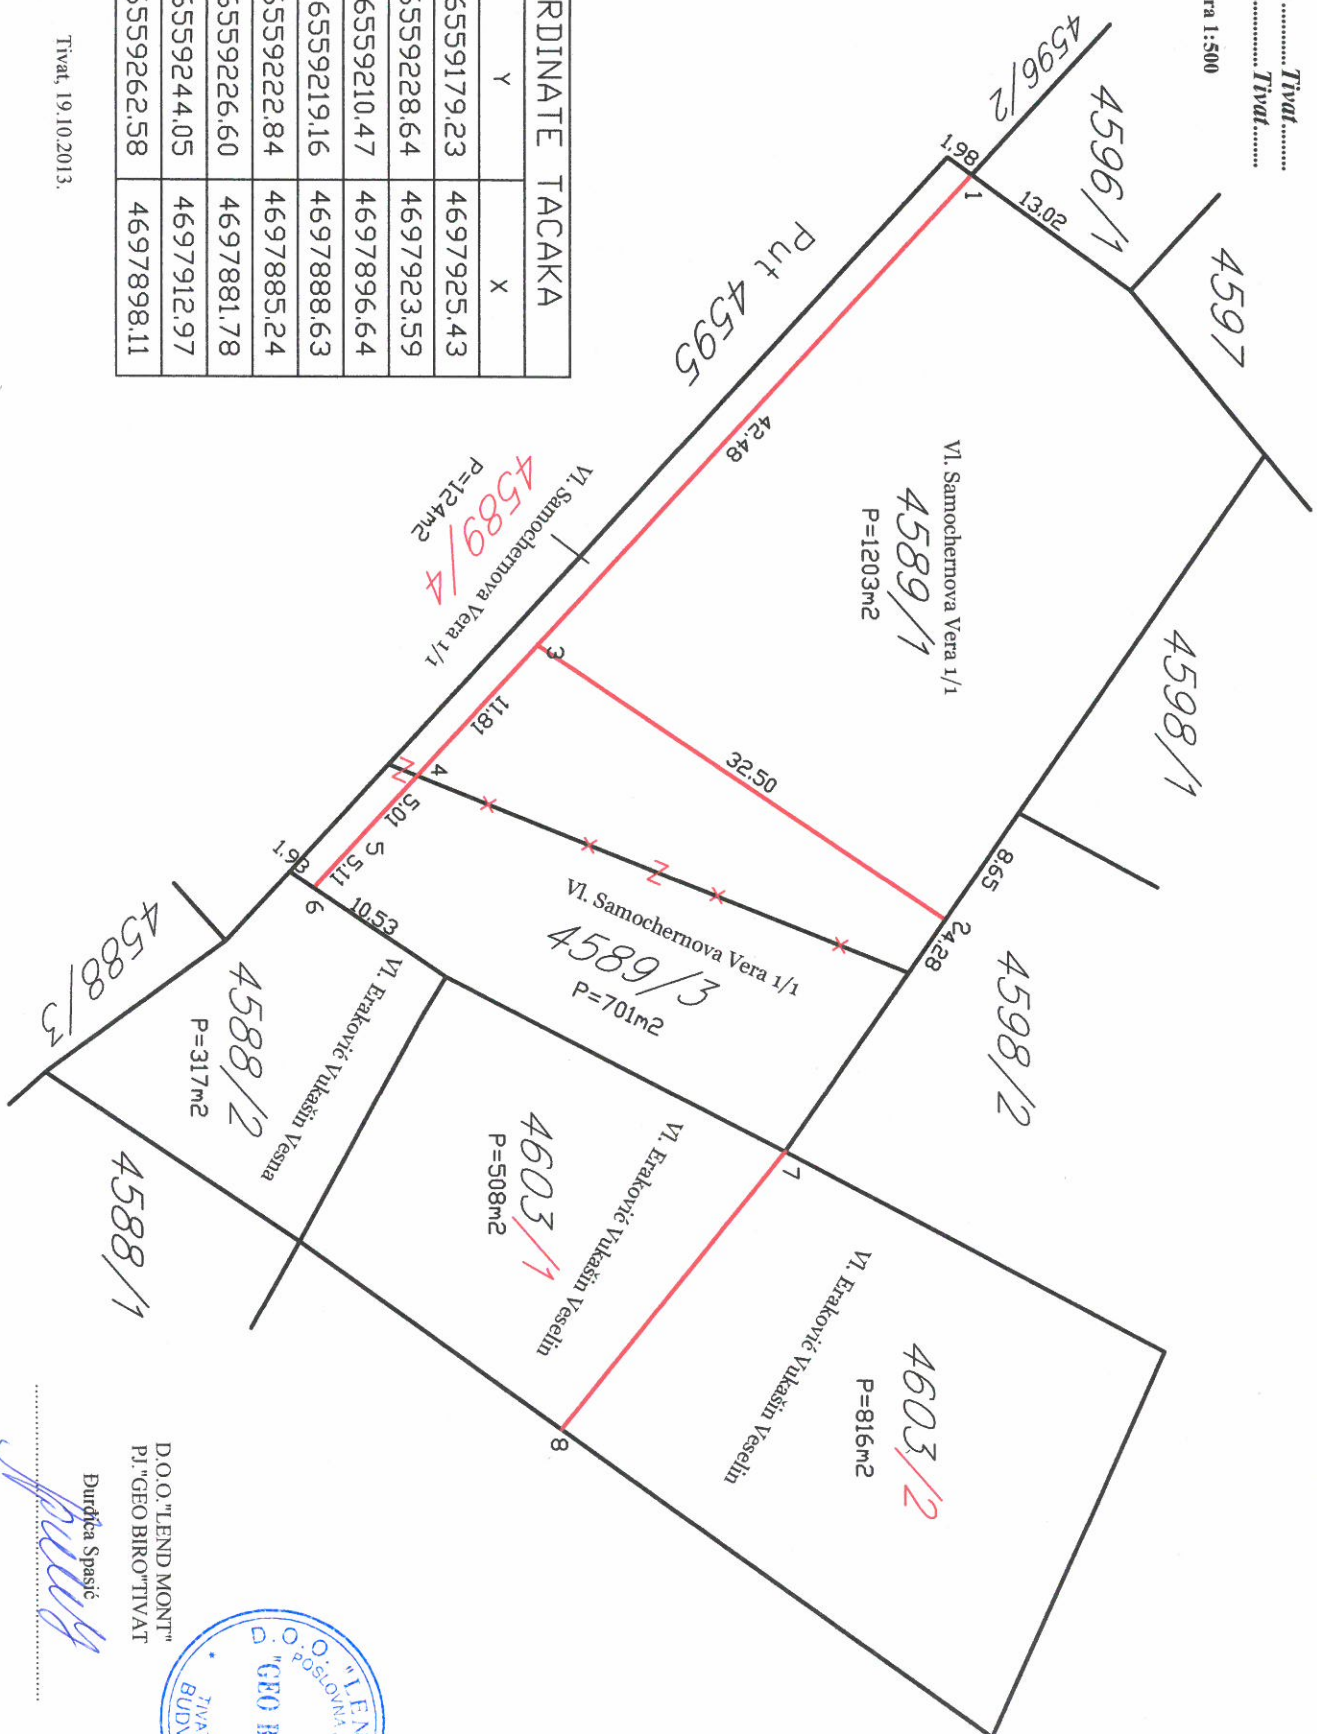 Tivat
Tivat
ra 1:500
4596/2
4596/1
4597
4598/1
4598/2
1.98
1
13.02
Put 4595
42.48
Vl. Samochernova Vera 1/1
4589/1
P=1203m2
Vl. Samochernova Vera 1/1
4589/4
P=124m2
3
11.81
32.50
8.65
2
4.28
Z
4
5.01
5
5.11
1.93
6
10.53
Z
Vl. Samochernova Vera 1/1
4589/3
P=701m2
7
8
4588/3
Vl. Eraković Vukašin Vesna
4588/2
P=317m2
4588/1
Vl. Eraković Vukašin Veselin
4603/1
P=508m2
Vl. Eraković Vukašin Veselin
4603/2
P=816m2
RDINATE TACAKA
Y X
6559179.23 4697925.43
6559228.64 4697923.59
6559210.47 4697896.64
6559219.16 4697888.63
6559222.84 4697885.24
6559226.60 4697881.78
6559244.05 4697912.97
6559262.58 4697898.11
Tivat, 19.10.2013.
D.O.O."LEND MONT"
PJ."GEO BIRO"TIVAT
Đurđica Spasić
D.O.O. "LEN
POSLOVNA
"GEO B
TIVA
BUDV